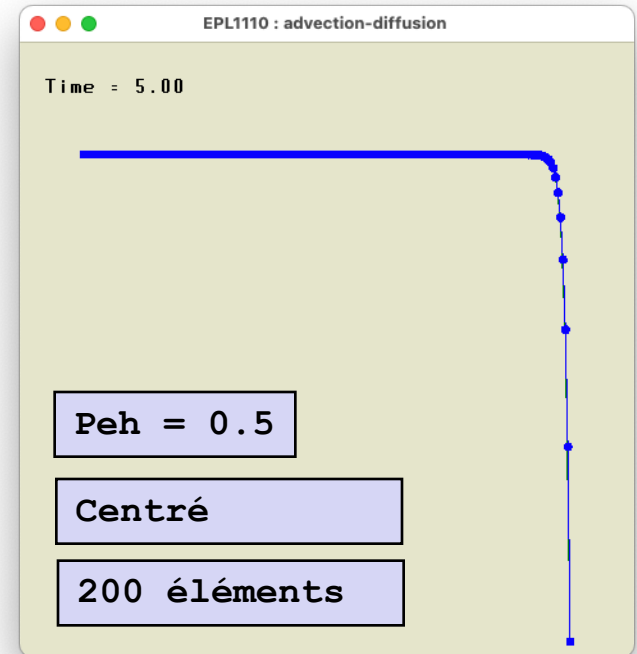 EPL1110 : advection-diffusion
Time = 5.00
Peh = 0.5
Centré
200 éléments